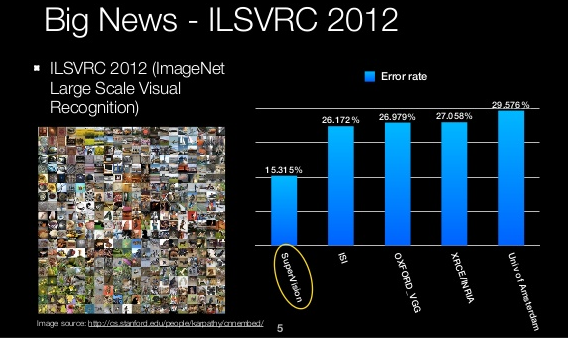 Big News - ILSVRC 2012
ILSVRC 2012 (ImageNet
Large Scale Visual
Recognition)
Error rate
15.315%
26.172%
26.979%
27.058%
29.576%
SuperVision
ISI
OXFORD_VGG
XRCE/INRIA
Univ of Amsterdam
Image source: http://cs.stanford.edu/people/karpathy/cnnembed/
5